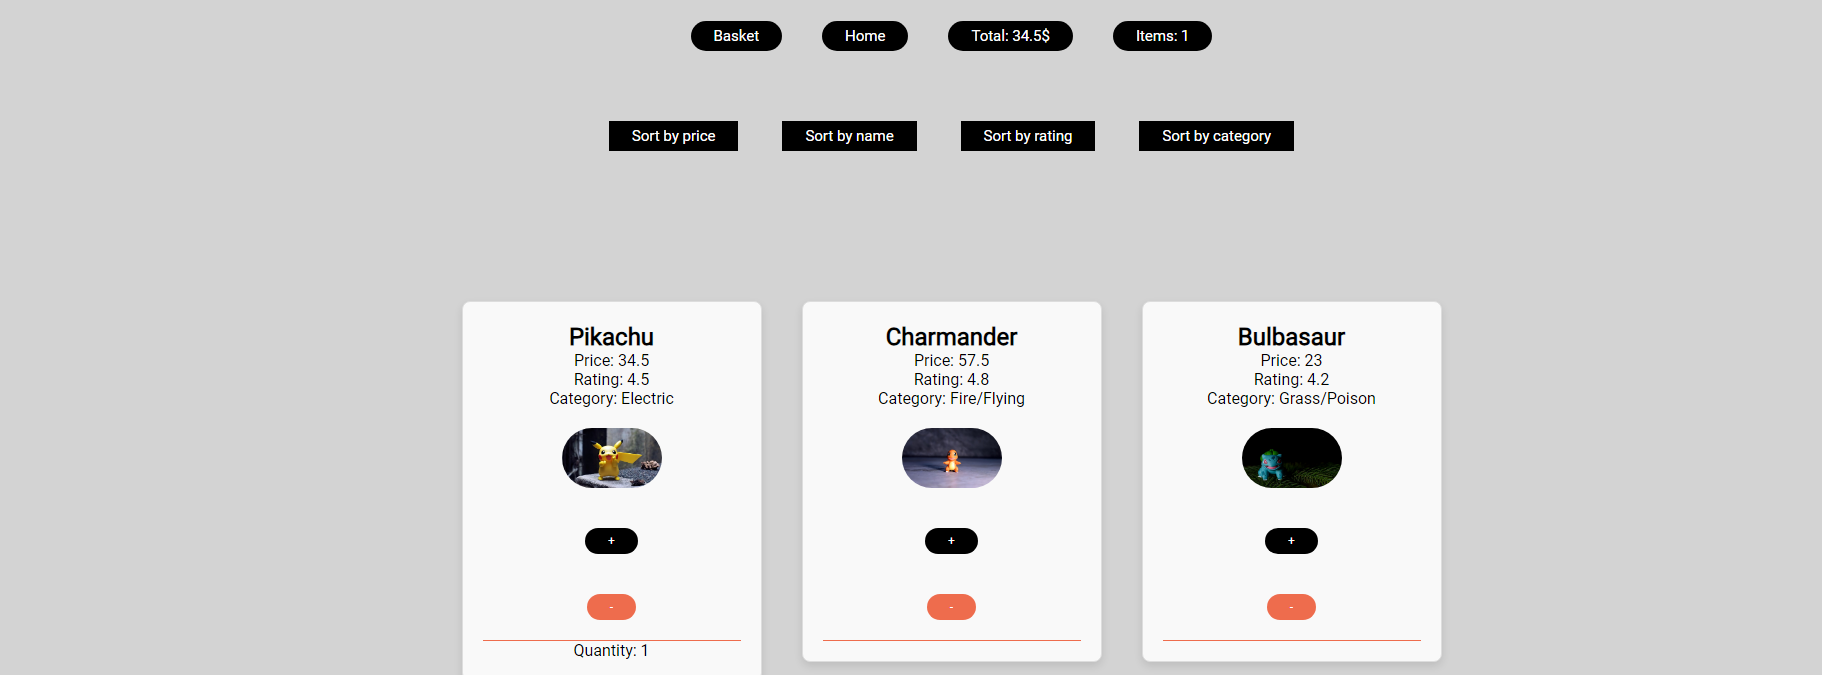 Basket Home Total: 34.5$ Items: 1
Sort by price Sort by name Sort by rating Sort by category
Pikachu
Price: 34.5
Rating: 4.5
Category: Electric
+
-
Quantity: 1
Charmander
Price: 57.5
Rating: 4.8
Category: Fire/Flying
+
-
Bulbasaur
Price: 23
Rating: 4.2
Category: Grass/Poison
+
-